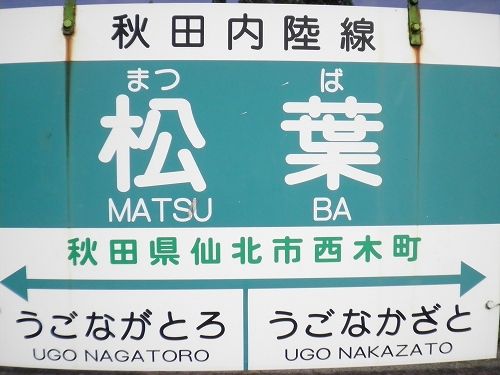 秋田内陸線
まつ ば
松葉
MATSU BA
秋田県仙北市西木町
うごながとろ うごなかざと
UGO NAGATORO UGO NAKAZATO